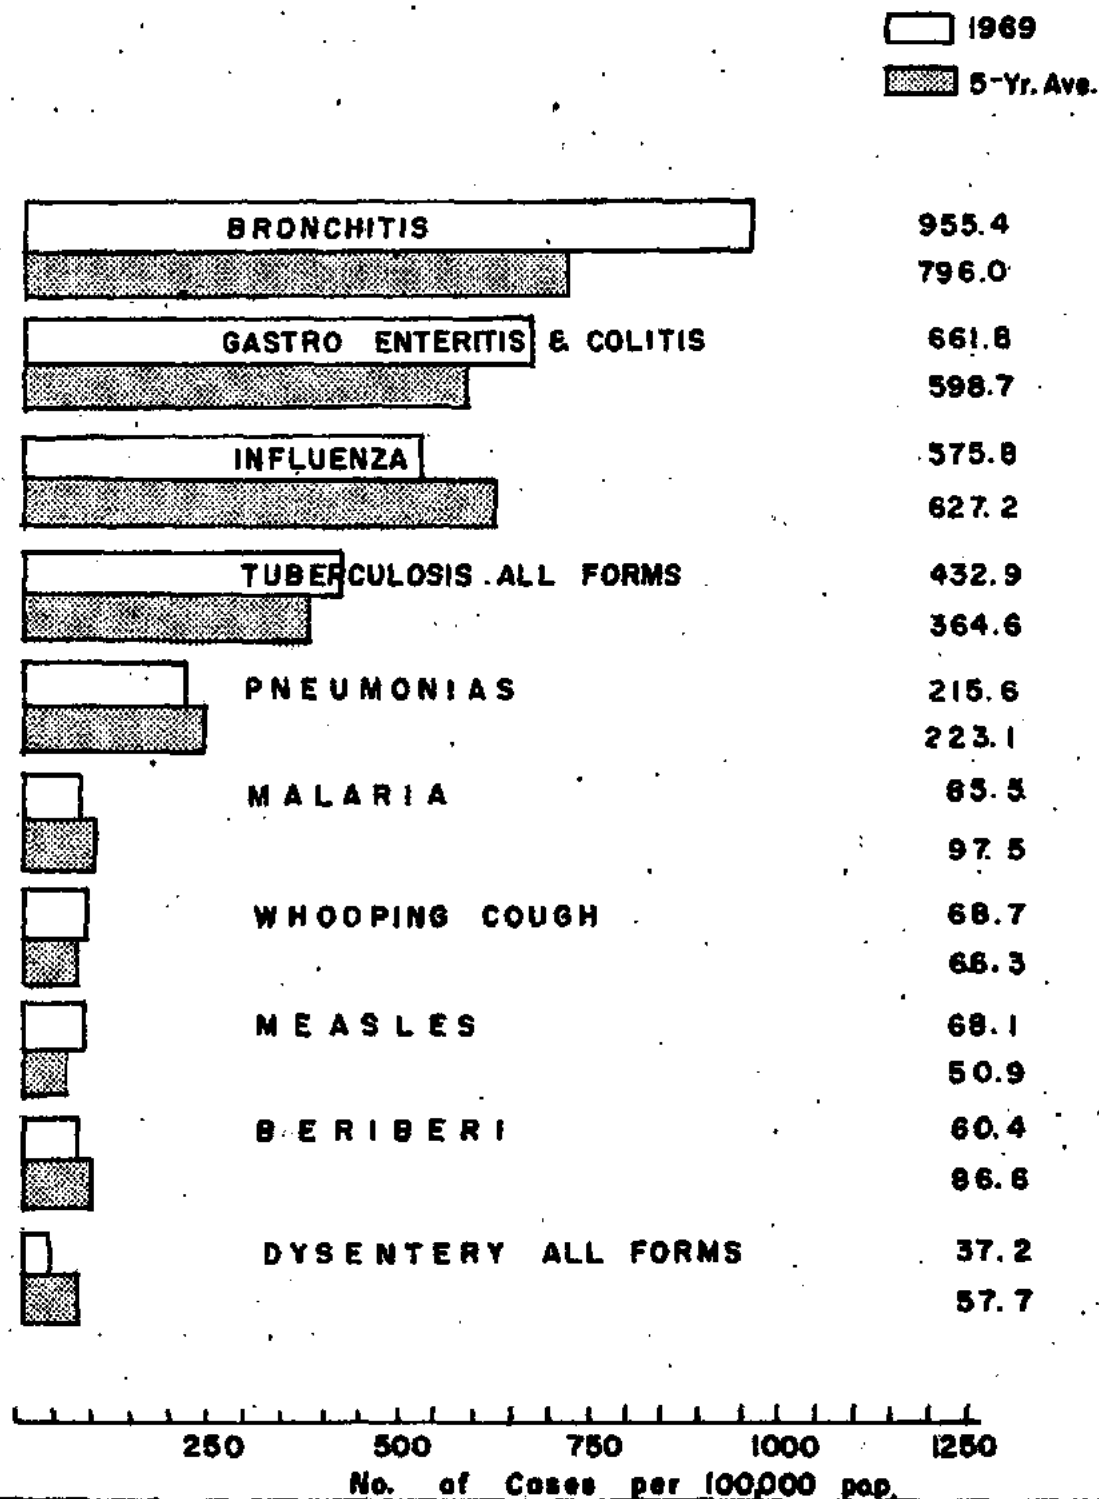 1969
5-Yr. Ave.
BRONCHITIS 955.4
796.0
GASTRO ENTERITIS & COLITIS 661.8
598.7
INFLUENZA 575.8
627.2
TUBERCULOSIS ALL FORMS 432.9
364.6
PNEUMONIAS 215.6
223.1
MALARIA
97.5
WHOOPING COUGH 68.7
66.3
MEASLES 68.1
50.9
BERIBERI 60.4
86.6
DYSENTERY ALL FORMS 37.2
57.7
250 500 750 1000 1250
No. of Cases per 100,000 pop.